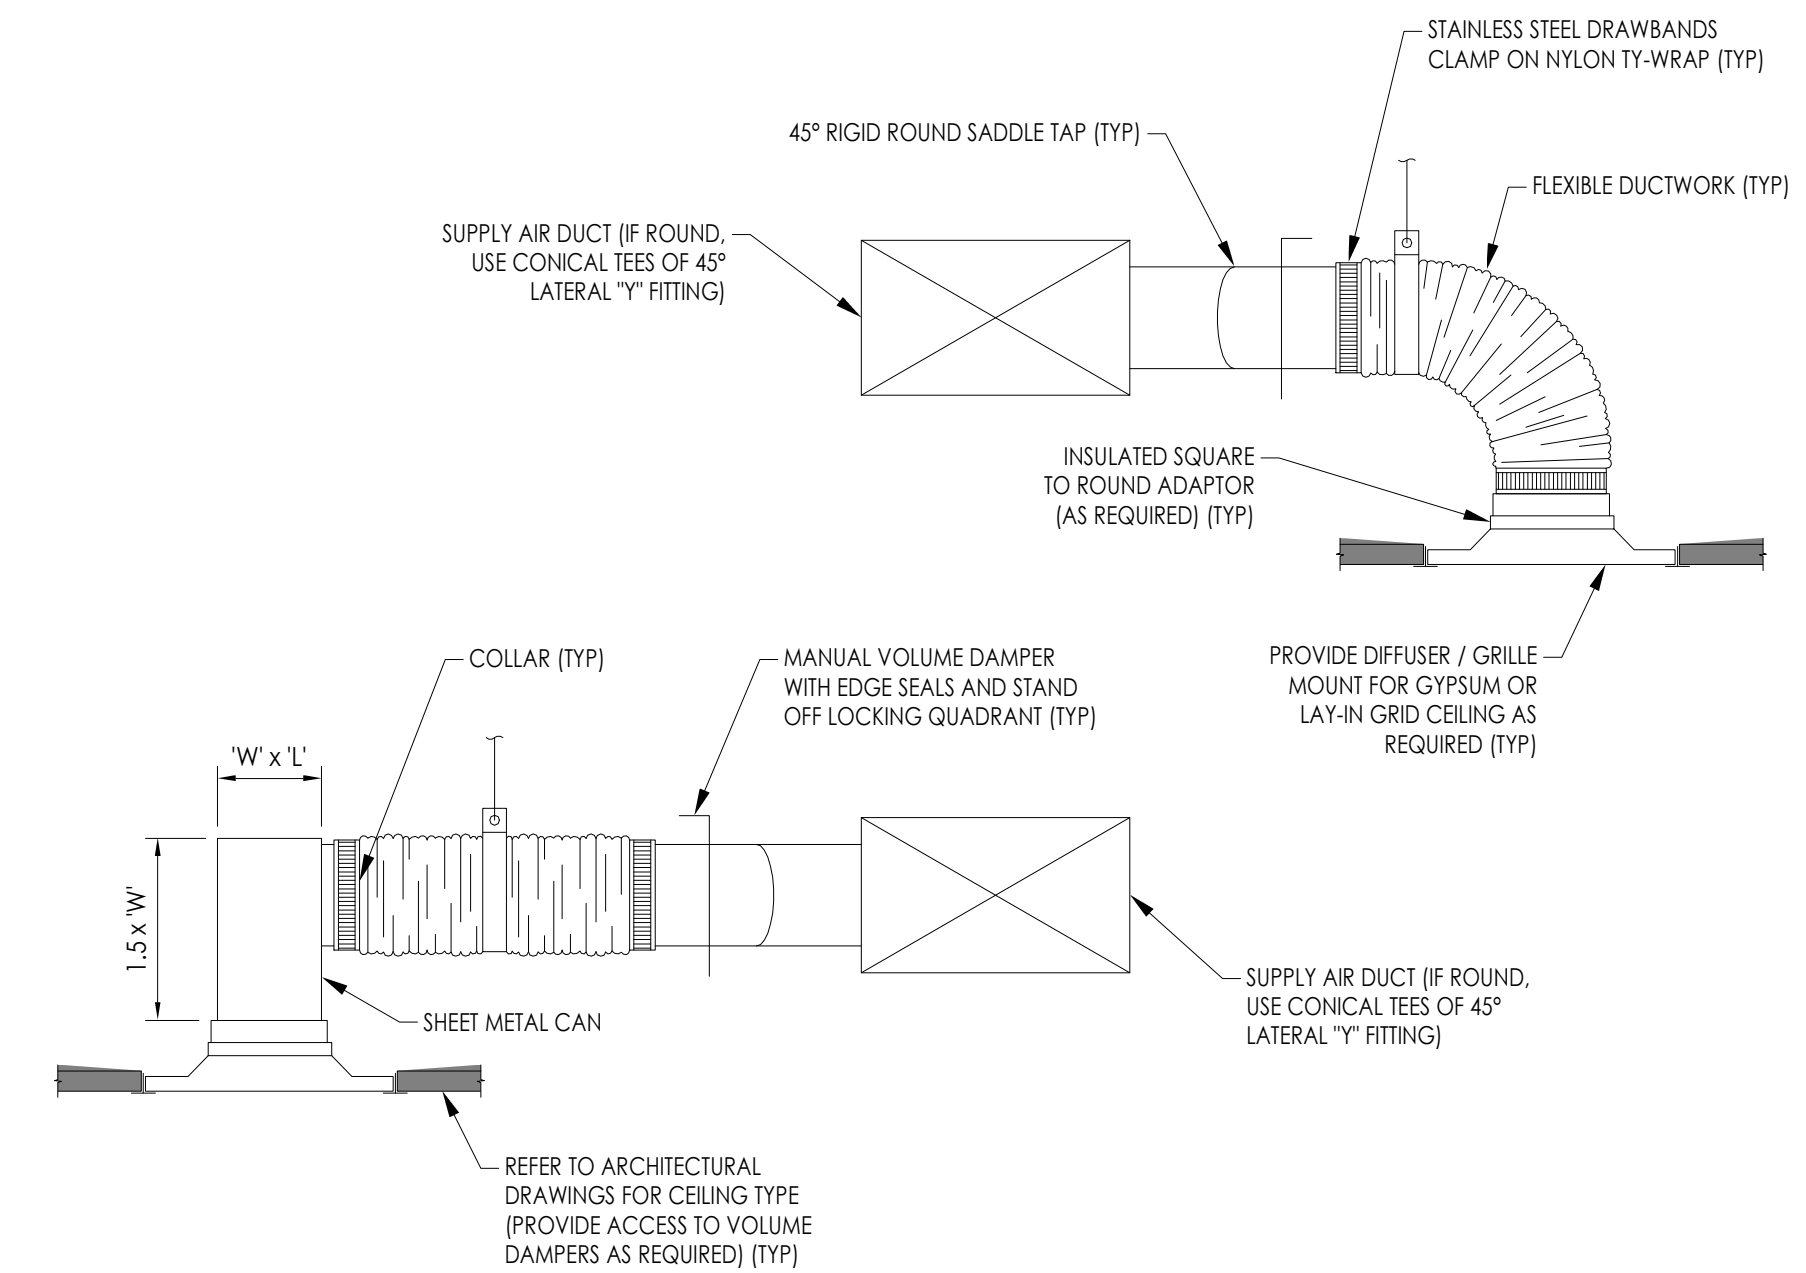 STAINLESS STEEL DRAWBANDS
CLAMP ON NYLON TY-WRAP (TYP)
45º RIGID ROUND SADDLE TAP (TYP)
FLEXIBLE DUCTWORK (TYP)
SUPPLY AIR DUCT (IF ROUND,
USE CONICAL TEES OF 45º
LATERAL "Y" FITTING)
INSULATED SQUARE
TO ROUND ADAPTOR
(AS REQUIRED) (TYP)
PROVIDE DIFFUSER / GRILLE
MOUNT FOR GYPSUM OR
LAY-IN GRID CEILING AS
REQUIRED (TYP)
COLLAR (TYP)
MANUAL VOLUME DAMPER
WITH EDGE SEALS AND STAND
OFF LOCKING QUADRANT (TYP)
'W' x 'L'
1.5 x 'W'
SHEET METAL CAN
SUPPLY AIR DUCT (IF ROUND,
USE CONICAL TEES OF 45º
LATERAL "Y" FITTING)
REFER TO ARCHITECTURAL
DRAWINGS FOR CEILING TYPE
(PROVIDE ACCESS TO VOLUME
DAMPERS AS REQUIRED) (TYP)